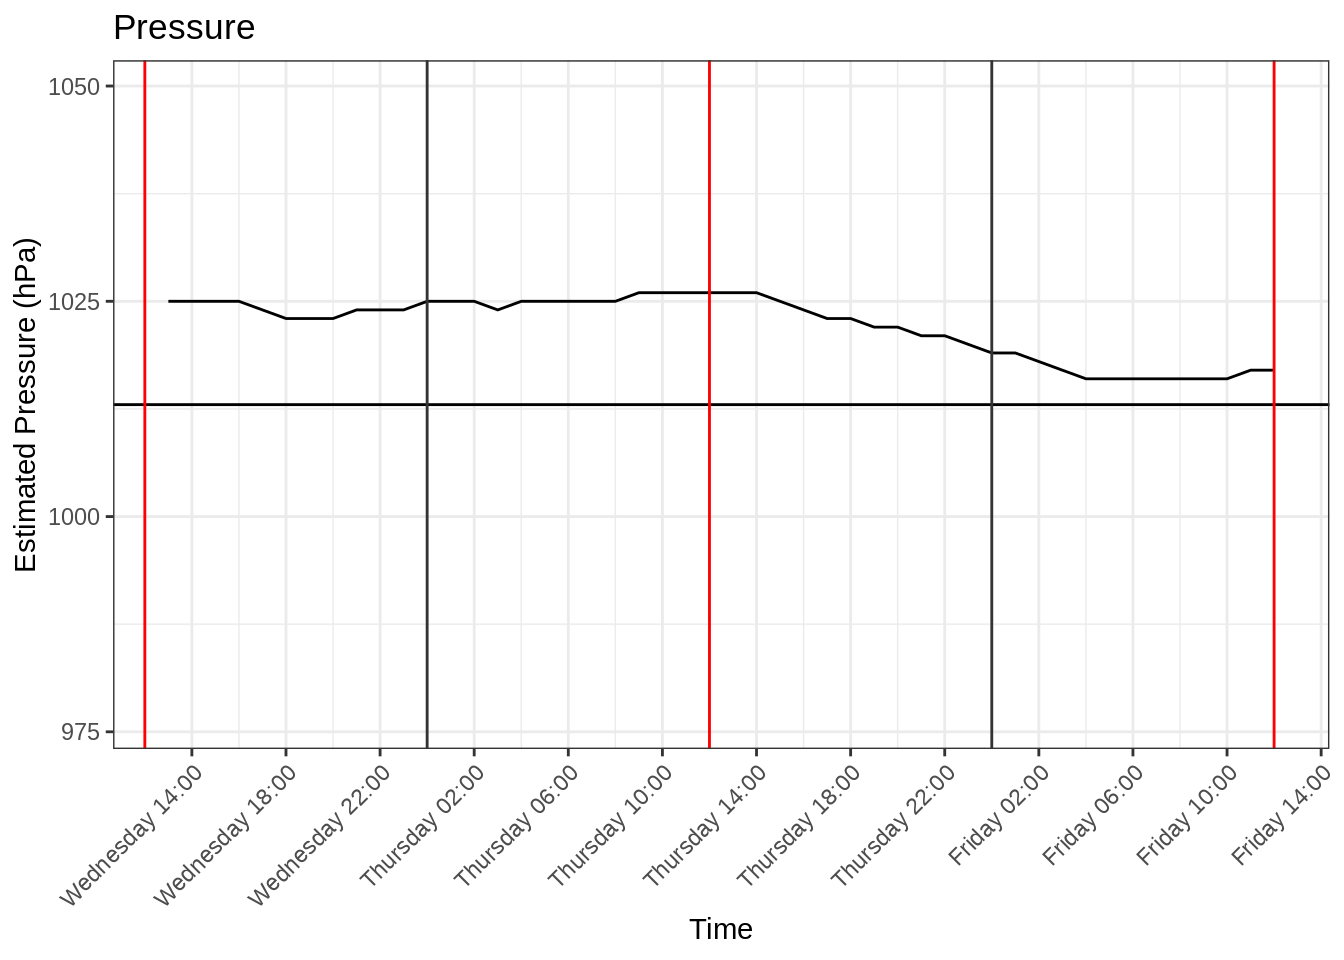 Pressure
Estimated Pressure (hPa)
1050
1025
1000
975
Wednesday 14:00
Wednesday 18:00
Wednesday 22:00
Thursday 02:00
Thursday 06:00
Thursday 10:00
Thursday 14:00
Thursday 18:00
Thursday 22:00
Friday 02:00
Friday 06:00
Friday 10:00
Friday 14:00
Time